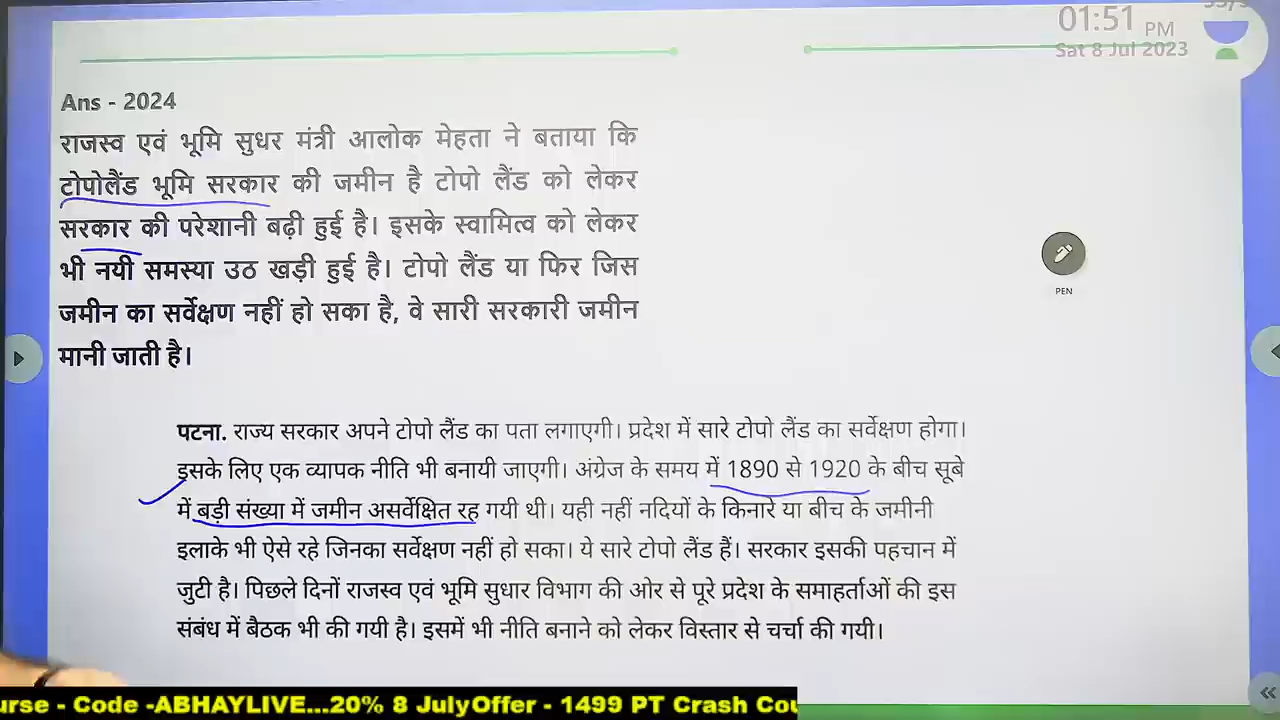 01:51 PM
Sat 8 Jul 2023
Ans - 2024
राजस्व एवं भूमि सुधर मंत्री आलोक मेहता ने बताया कि
टोपोलैंड भूमि सरकार की जमीन है टोपो लैंड को लेकर
सरकार की परेशानी बढ़ी हुई है। इसके स्वामित्व को लेकर
भी नयी समस्या उठ खड़ी हुई है। टोपो लैंड या फिर जिस
जमीन का सर्वेक्षण नहीं हो सका है, वे सारी सरकारी जमीन
मानी जाती है।
PEN
पटना. राज्य सरकार अपने टोपो लैंड का पता लगाएगी। प्रदेश में सारे टोपो लैंड का सर्वेक्षण होगा।
इसके लिए एक व्यापक नीति भी बनायी जाएगी। अंग्रेज के समय में 1890 से 1920 के बीच सूबे
में बड़ी संख्या में जमीन असर्वेक्षित रह गयी थी। यही नहीं नदियों के किनारे या बीच के जमीनी
इलाके भी ऐसे रहे जिनका सर्वेक्षण नहीं हो सका। ये सारे टोपो लैंड हैं। सरकार इसकी पहचान में
जुटी है। पिछले दिनों राजस्व एवं भूमि सुधार विभाग की ओर से पूरे प्रदेश के समाहर्ताओं की इस
संबंध में बैठक भी की गयी है। इसमें भी नीति बनाने को लेकर विस्तार से चर्चा की गयी।
urse - Code -ABHAYLIVE...20% 8 JulyOffer - 1499 PT Crash Cou